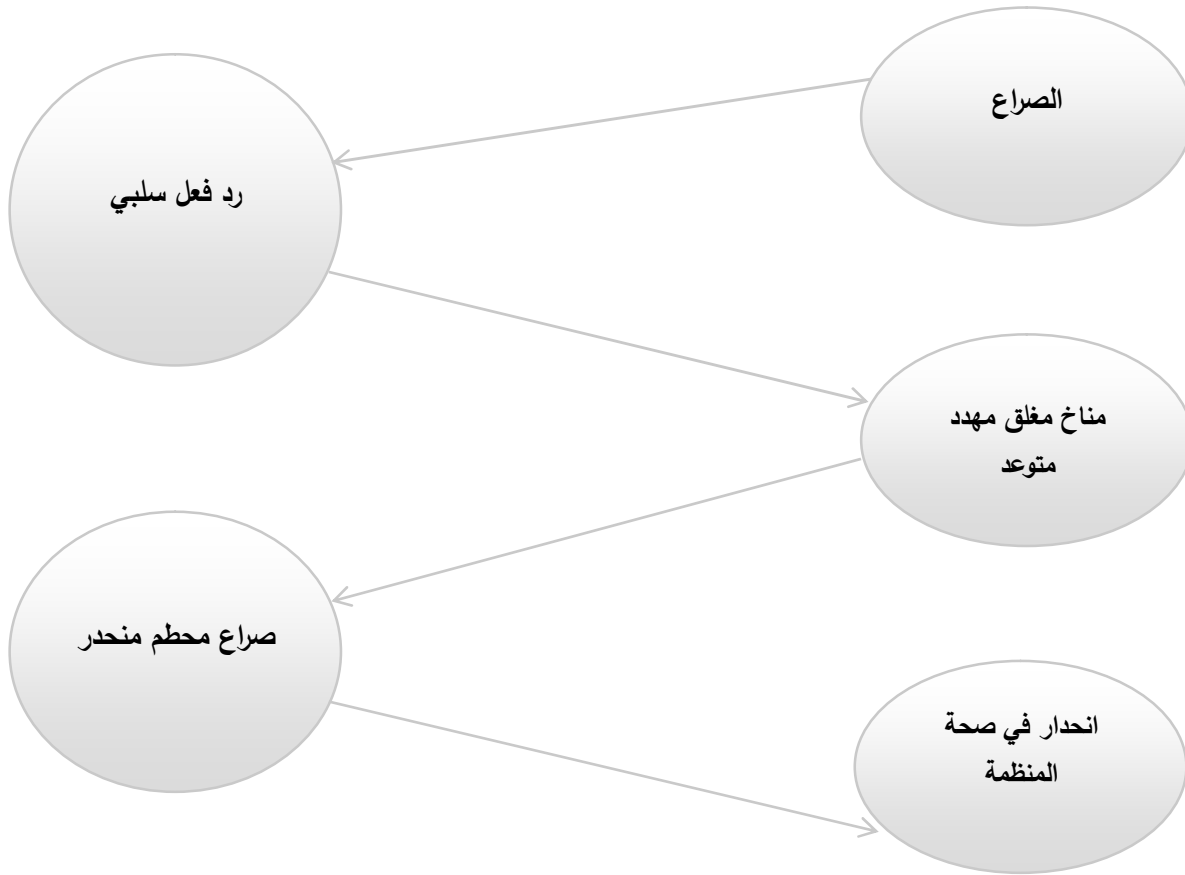 الصراع
رد فعل سلبي
مناخ مغلق مهدد
متوعد
صراع محطم منحدر
انحدار في صحة
المنظمة